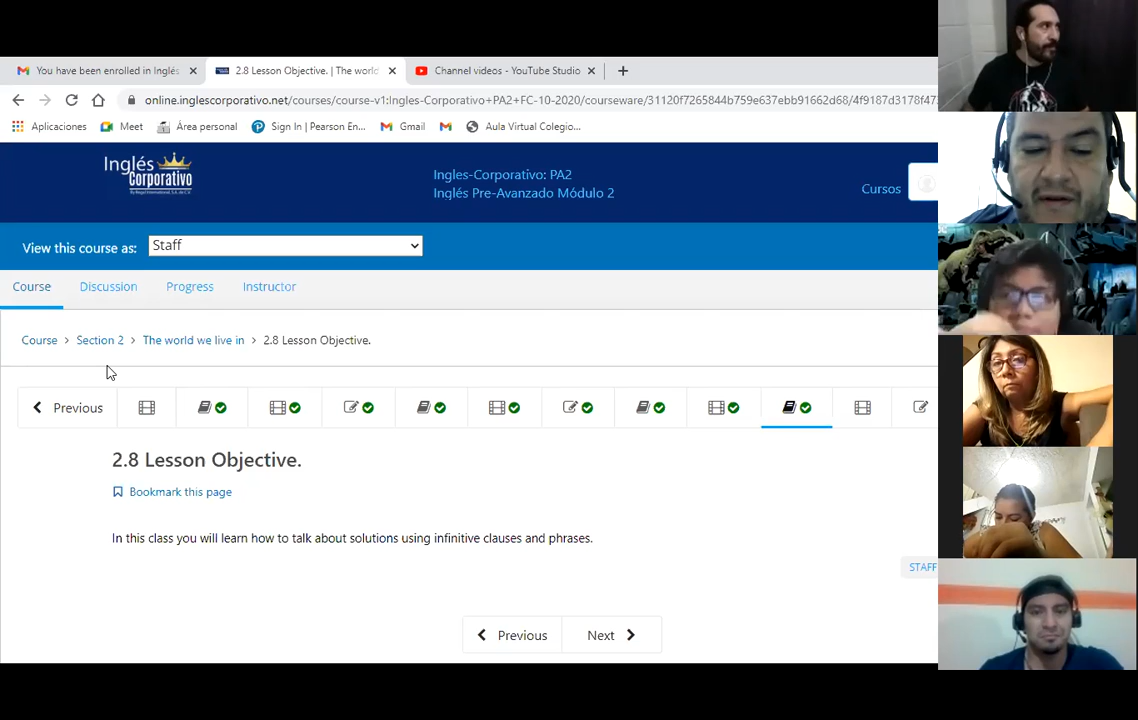 You have been enrolled in Inglés
2.8 Lesson Objective. | The world
Channel videos - YouTube Studio
online.inglescorporativo.net/courses/course-v1:Ingles-Corporativo+PA2+FC-10-2020/courseware/31120f7265844b759e637ebb91662d68/4f9187d3178f47
Aplicaciones
Meet
Área personal
Sign In | Pearson En...
Gmail
Aula Virtual Colegio...
Inglés
Corporativo
Ingles-Corporativo: PA2
Inglés Pre-Avanzado Módulo 2
Cursos
View this course as:
Staff
Course
Discussion
Progress
Instructor
Course > Section 2 > The world we live in > 2.8 Lesson Objective.
Previous
2.8 Lesson Objective.
Bookmark this page
In this class you will learn how to talk about solutions using infinitive clauses and phrases.
STAFF
Previous
Next